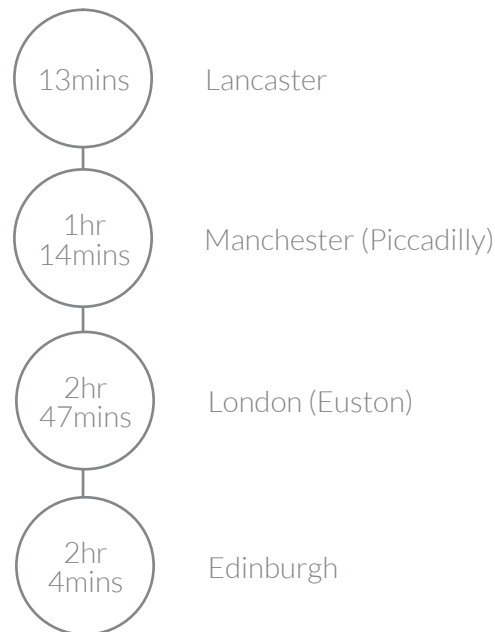 13mins
Lancaster
1hr
14mins
Manchester (Piccadilly)
2hr
47mins
London (Euston)
2hr
4mins
Edinburgh